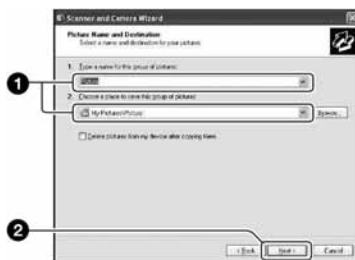 Scanner and Camera Wizard
Picture Name and Destination
Select a name and destination for your pictures.
1. Type a name for this group of pictures:
Picture
2. Choose a place to save this group of pictures:
My Pictures\Picture
Browse...
Delete pictures from my device after copying them
1
2
< Back
Next >
Cancel